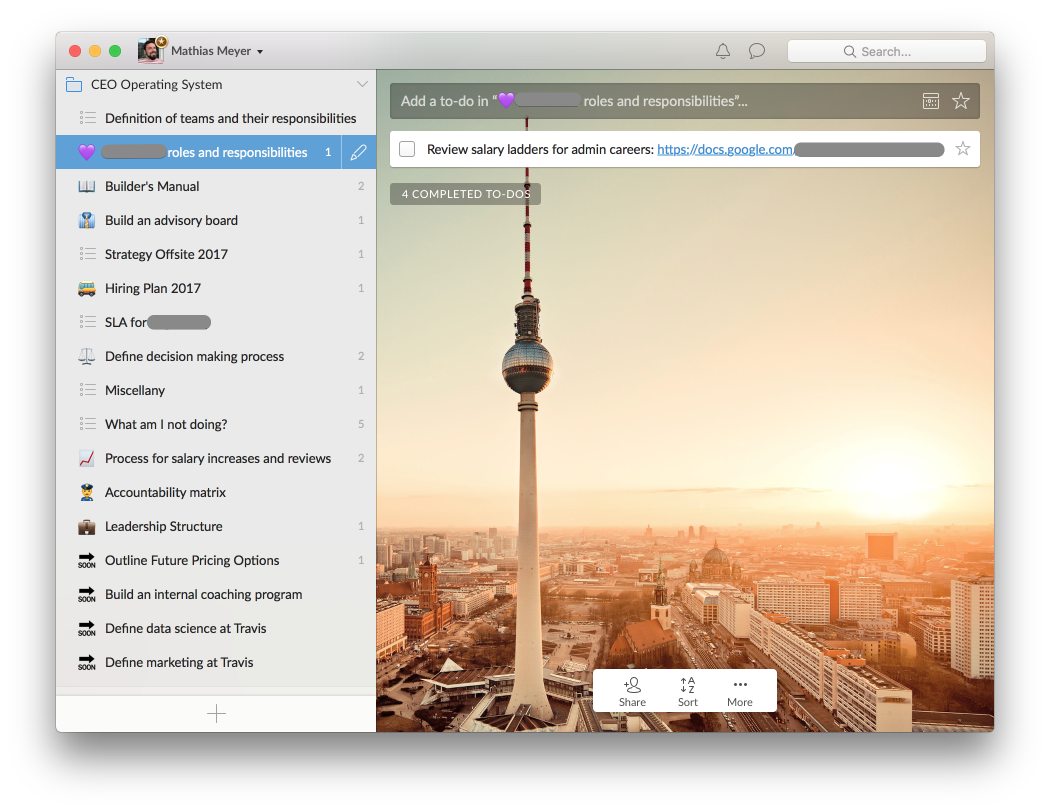 Mathias Meyer
Search...
CEO Operating System
Definition of teams and their responsibilities
roles and responsibilities 1
Builder's Manual 2
Build an advisory board 1
Strategy Offsite 2017 1
Hiring Plan 2017 1
SLA for
Define decision making process 2
Miscellany 1
What am I not doing? 5
Process for salary increases and reviews 2
Accountability matrix
Leadership Structure 1
SOON Outline Future Pricing Options 1
SOON Build an internal coaching program
SOON Define data science at Travis
SOON Define marketing at Travis
Add a to-do in “💜 roles and responsibilities”...
Review salary ladders for admin careers: https://docs.google.com/
4 COMPLETED TO-DOS
A
Z
Share Sort More